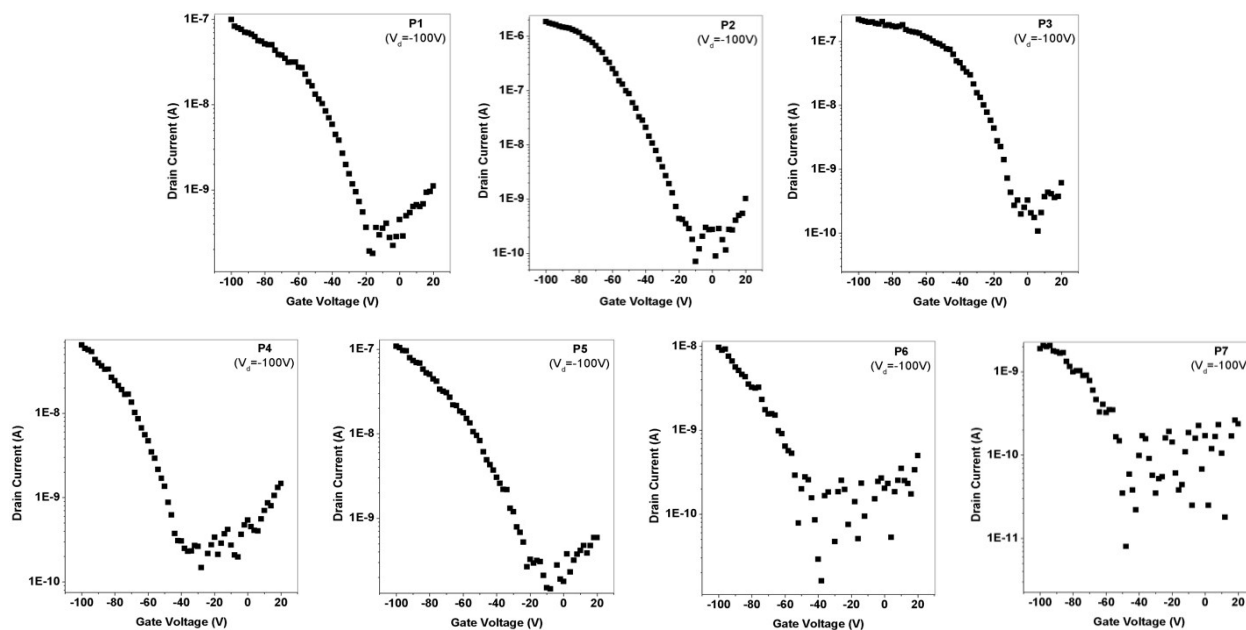 P1
(Vd=-100V)
1E-7
1E-8
1E-9
Drain Current (A)
-100 -80 -60 -40 -20 0 20
Gate Voltage (V)
P2
(Vd=-100V)
1E-6
1E-7
1E-8
1E-9
1E-10
Drain Current (A)
-100 -80 -60 -40 -20 0 20
Gate Voltage (V)
P3
(Vd=-100V)
1E-7
1E-8
1E-9
1E-10
Drain Current (A)
-100 -80 -60 -40 -20 0 20
Gate Voltage (V)
P4
(Vd=-100V)
1E-8
1E-9
1E-10
Drain Current (A)
-100 -80 -60 -40 -20 0 20
Gate Voltage (V)
P5
(Vd=-100V)
1E-7
1E-8
1E-9
Drain Current (A)
-100 -80 -60 -40 -20 0 20
Gate Voltage (V)
P6
(Vd=-100V)
1E-8
1E-9
1E-10
Drain Current (A)
-100 -80 -60 -40 -20 0 20
Gate Voltage (V)
P7
(Vd=-100V)
1E-9
1E-10
1E-11
Drain Current (A)
-100 -80 -60 -40 -20 0 20
Gate Voltage (V)